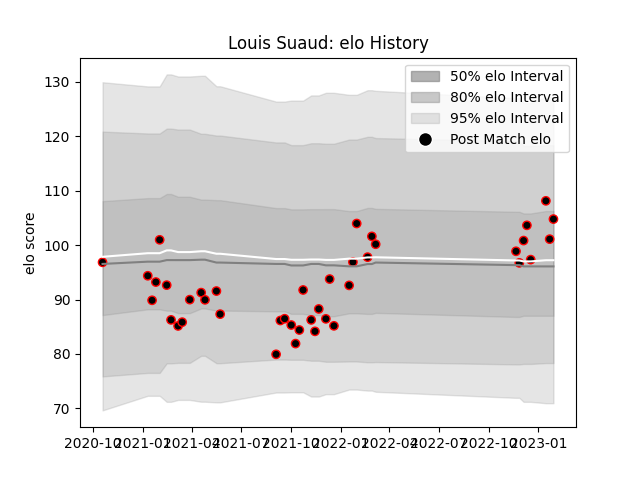 Louis Suaud: elo History
50% elo Interval
80% elo Interval
95% elo Interval
Post Match elo
elo score
130
120
110
100
90
80
70
2020-10 2021-01 2021-04 2021-07 2021-10 2022-01 2022-04 2022-07 2022-10 2023-01